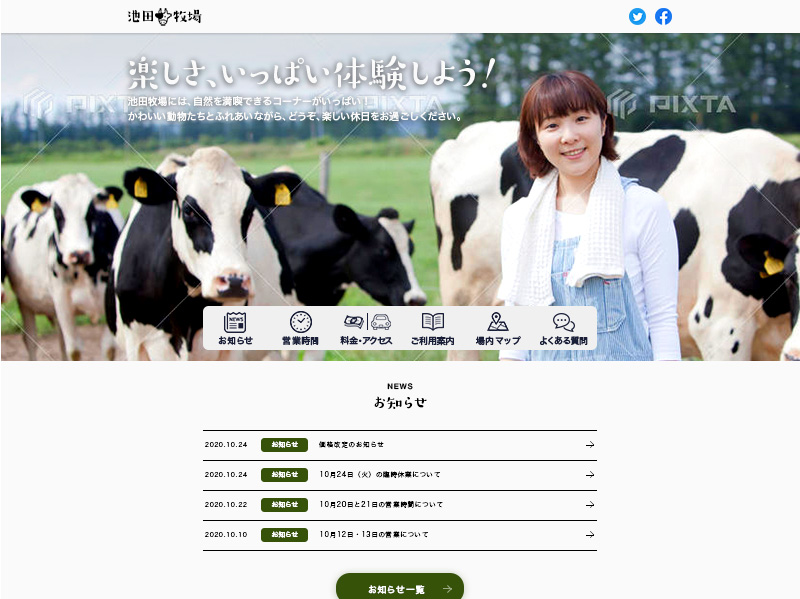 池田牧場
楽しさ、いっぱい体験しよう!
池田牧場には、自然を満喫できるコーナーがいっぱい!
かわいい動物たちとふれあいながら、どうぞ、楽しい休日をお過ごしください。
PIXTA
PIXTA
PIXTA
NEWS
お知らせ
営業時間
料金・アクセス
ご利用案内
場内マップ
よくある質問
NEWS
お知らせ
2020.10.24 お知らせ 価格改定のお知らせ
2020.10.24 お知らせ 10月24日（火）の臨時休業について
2020.10.22 お知らせ 10月20日と21日の営業時間について
2020.10.10 お知らせ 10月12日・13日の営業について
お知らせ一覧